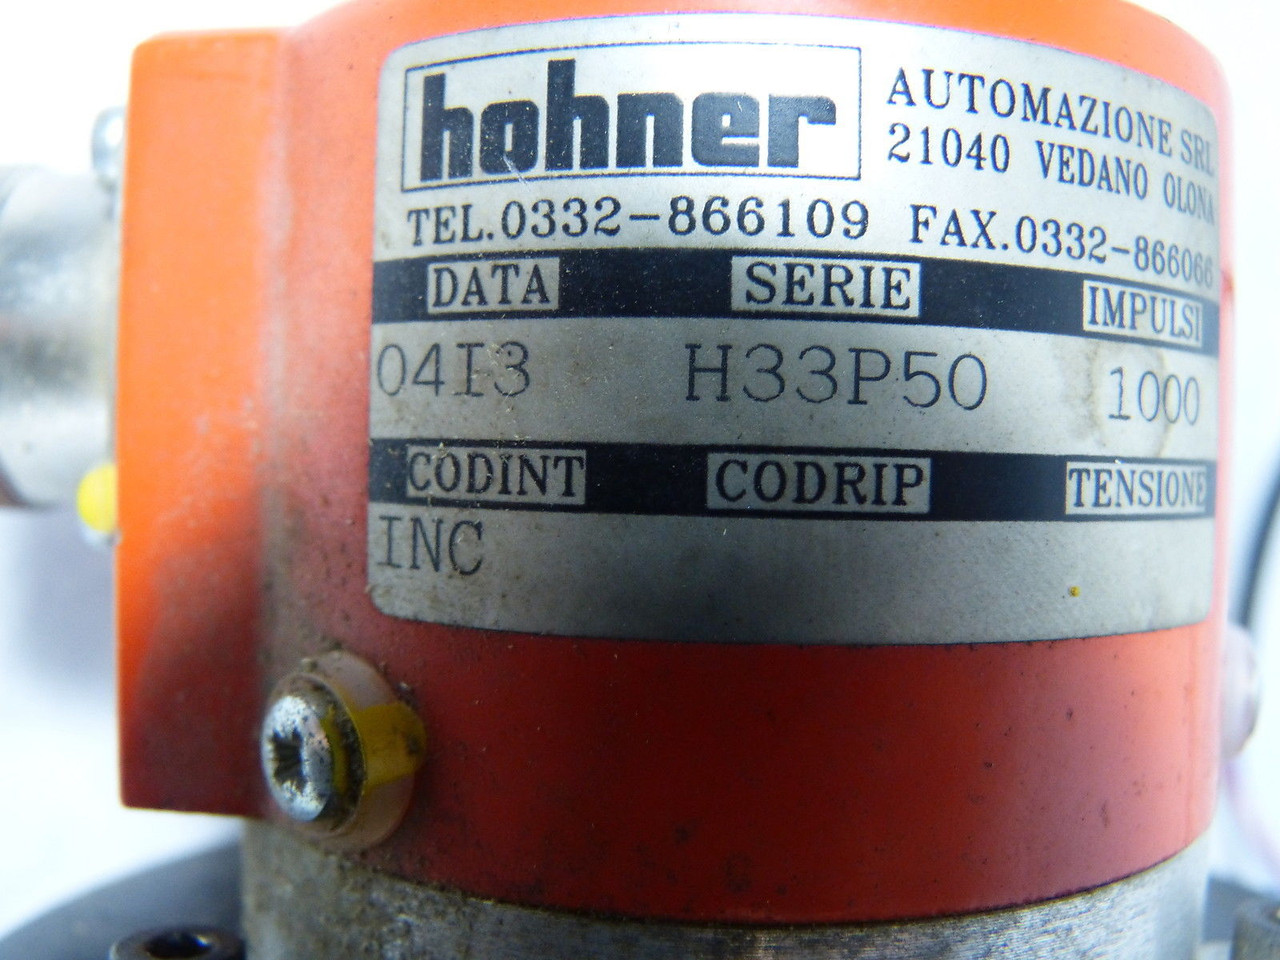 hohner
AUTOMAZIONE SRL
21040 VEDANO OLONA
TEL.0332-866109 FAX.0332-866066
DATA SERIE IMPULSI
04I3 H33P50 1000
CODINT CODRIP TENSIONE
INC